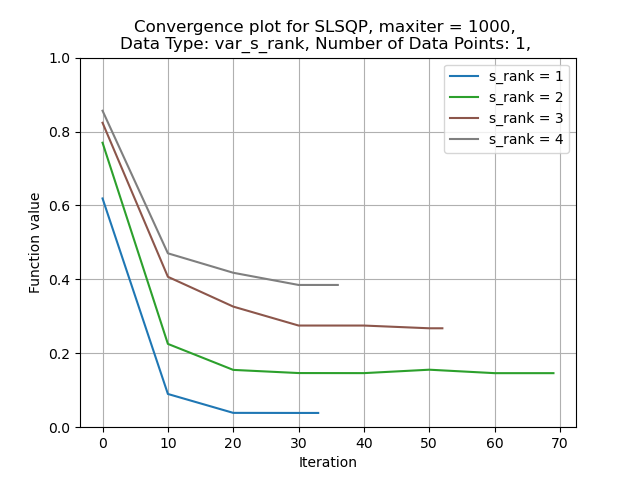 Convergence plot for SLSQP, maxiter = 1000,
Data Type: var_s_rank, Number of Data Points: 1,
1.0
s_rank = 1
s_rank = 2
s_rank = 3
s_rank = 4
0.8
0.6
0.4
0.2
0.0
Function value
0 10 20 30 40 50 60 70
Iteration